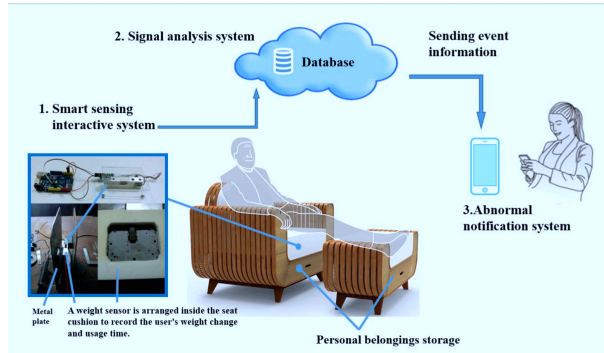 2. Signal analysis system
Database
Sending event
information
1. Smart sensing
interactive system
3.Abnormal
notification system
Metal
plate
A weight sensor is arranged inside the seat
cushion to record the user's weight change
and usage time.
Personal belongings storage